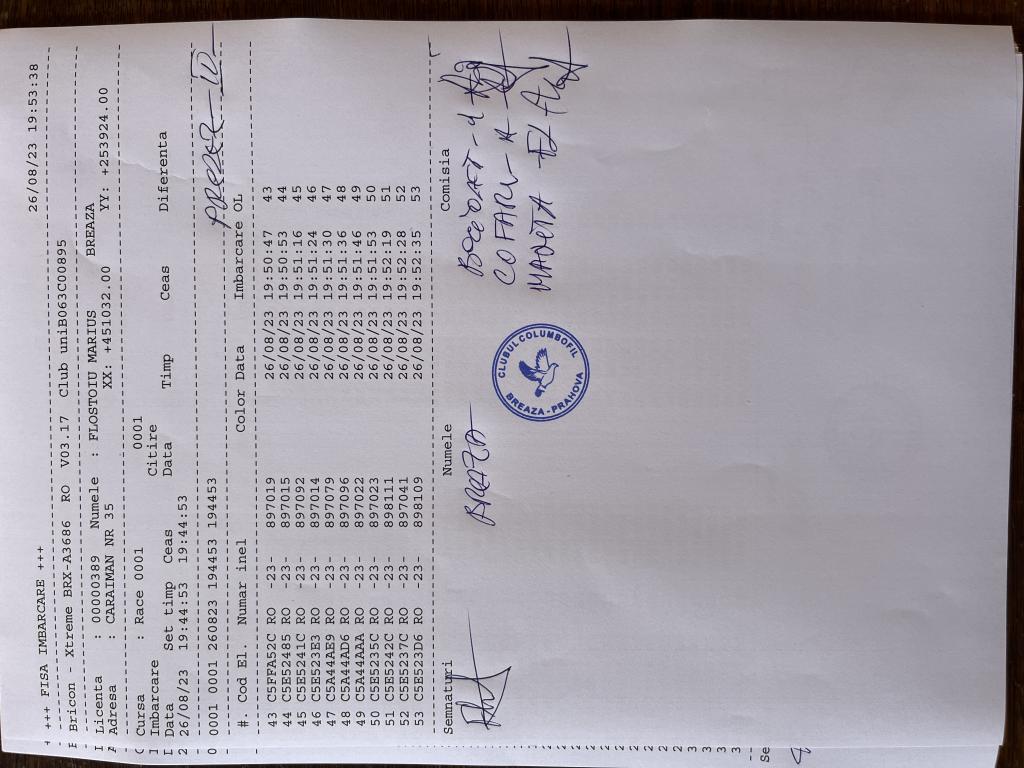 +++ FISA IMBARCARE +++ 26/08/23 19:53:38
Bricon - Xtreme BRX-A3686 RO V03.17 Club uniB063C00895
Licenta : 00000389 Numele : FLOSTOIU MARIUS BREAZA
Adresa : CARAIMAN NR 35 XX: +451032.00 YY: +253924.00
Cursa : Race 0001 0001
Imbarcare Citire
Data Set timp Ceas Data Timp Ceas Diferenta
26/08/23 19:44:53 19:44:53
0001 0001 260823 194453 194453
#. Cod El. Numar inel Color Data Imbarcare OL
43 C5FFA52C RO -23- 897019 26/08/23 19:50:47 43
44 C5E52485 RO -23- 897015 26/08/23 19:50:53 44
45 C5E5241C RO -23- 897092 26/08/23 19:51:16 45
46 C5E523E3 RO -23- 897014 26/08/23 19:51:24 46
47 C5A44AE9 RO -23- 897079 26/08/23 19:51:30 47
48 C5A44AD6 RO -23- 897096 26/08/23 19:51:36 48
49 C5A44AAA RO -23- 897022 26/08/23 19:51:46 49
50 C5E5235C RO -23- 897023 26/08/23 19:51:53 50
51 C5E5242C RO -23- 898111 26/08/23 19:52:19 51
52 C5E5237C RO -23- 897041 26/08/23 19:52:28 52
53 C5E523D6 RO -23- 898109 26/08/23 19:52:35 53
Semnaturi Numele Comisia
BREAZA
CLUBUL COLUMBOFIL
BREAZA - PRAHOVA
Se